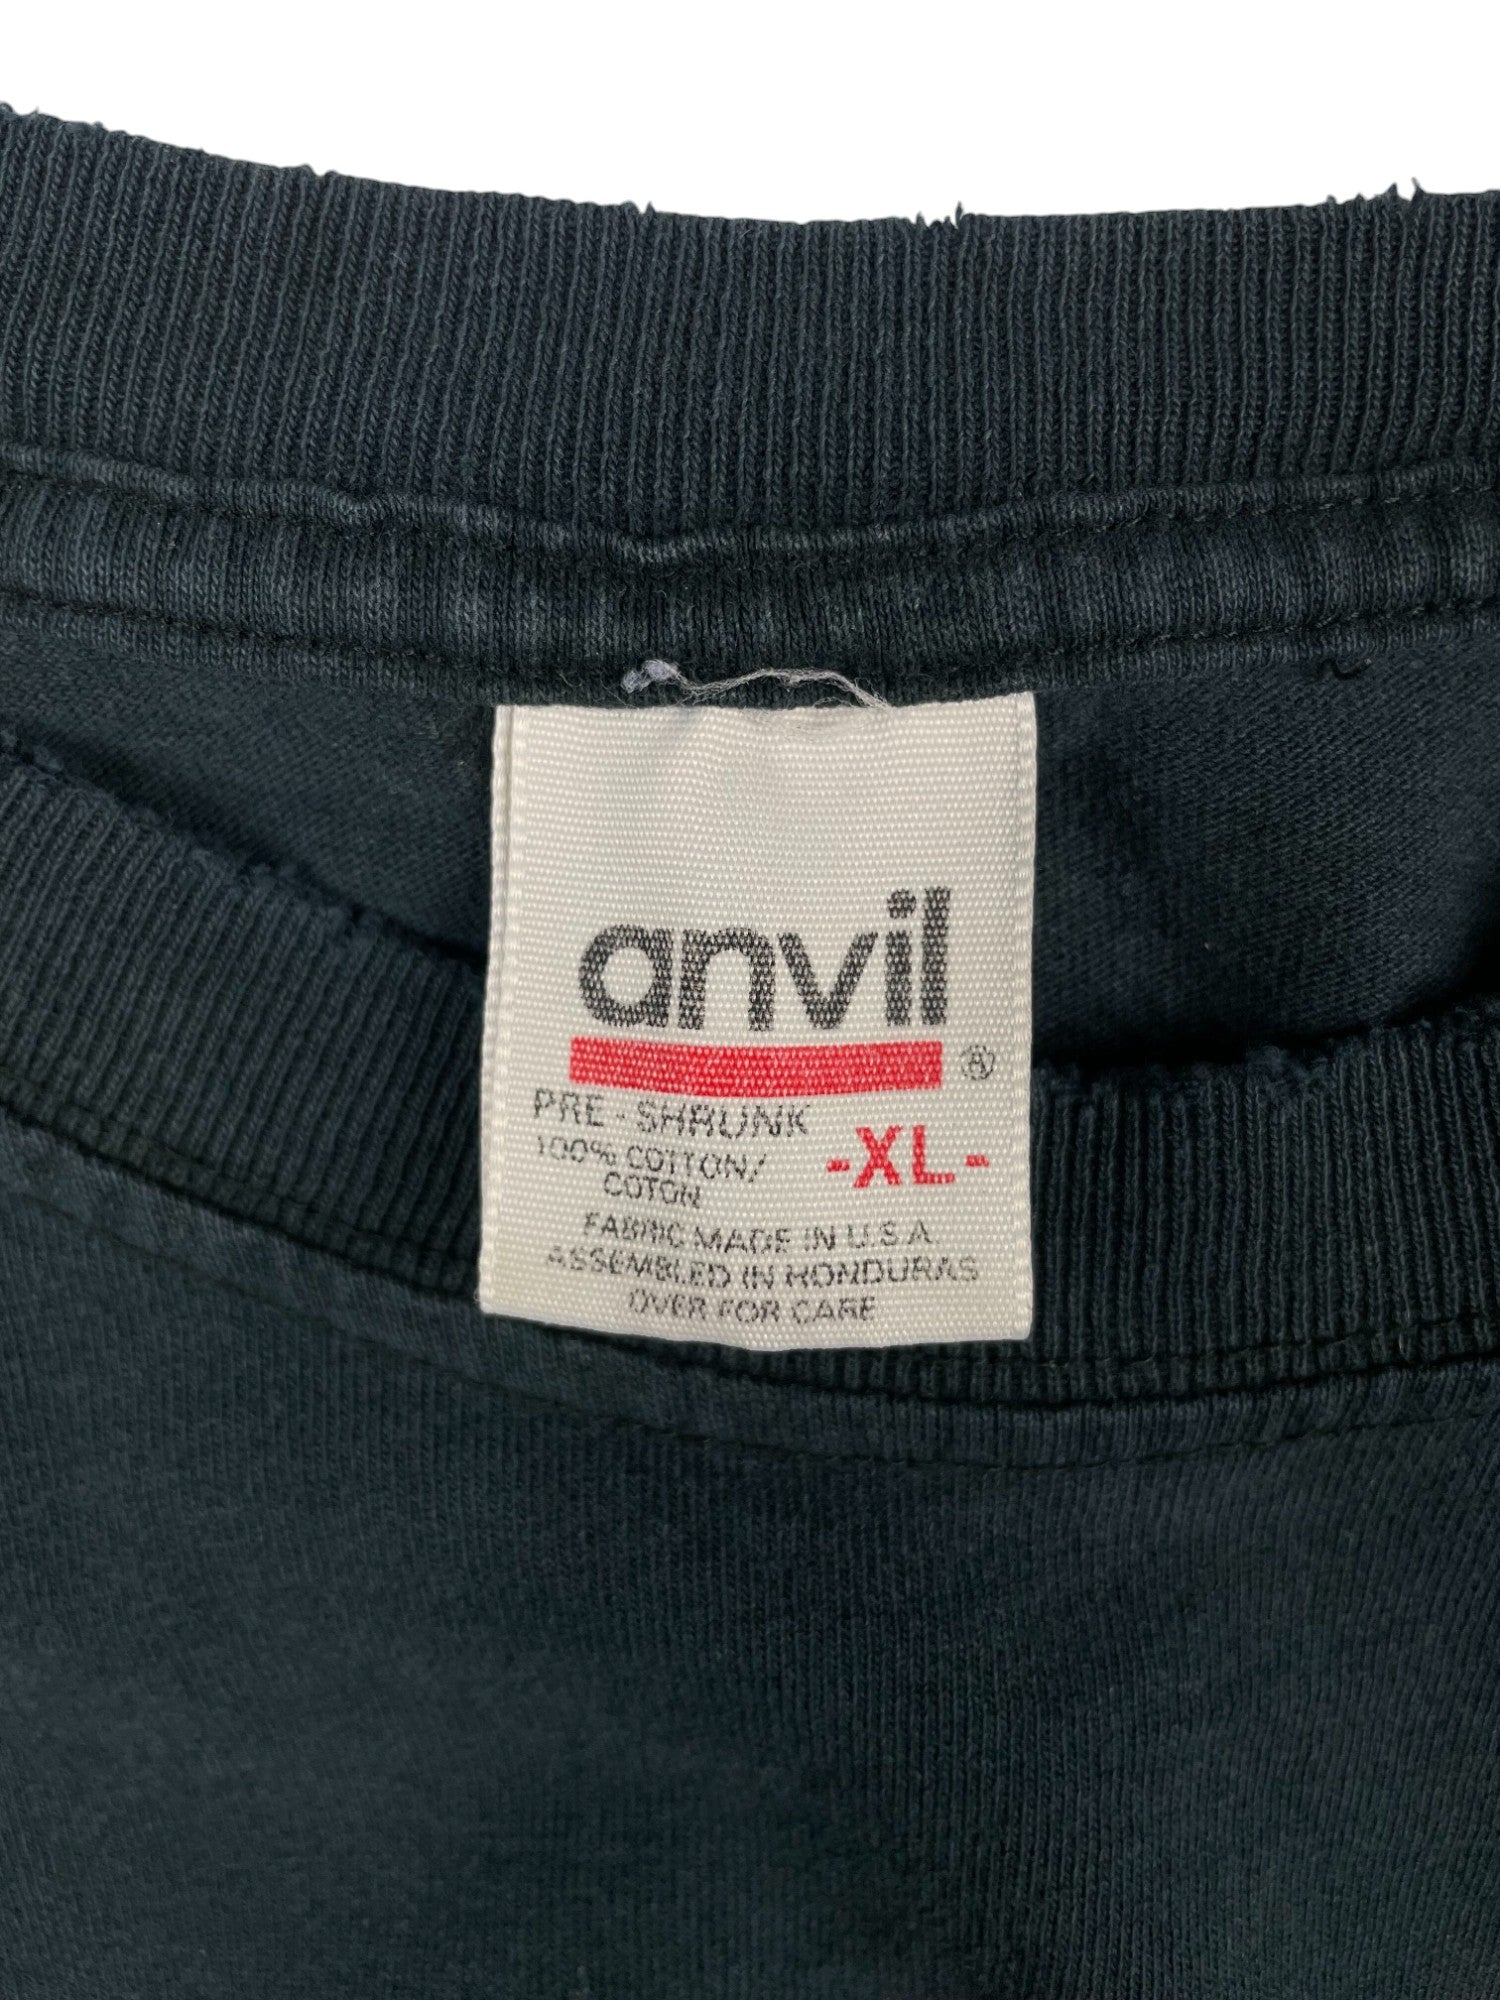 anvil
Ⓐ
PRE-SHRUNK
100% COTTON/
COTON
-XL-
FABRIC MADE IN U.S.A.
ASSEMBLED IN HONDURAS
OVER FOR CARE